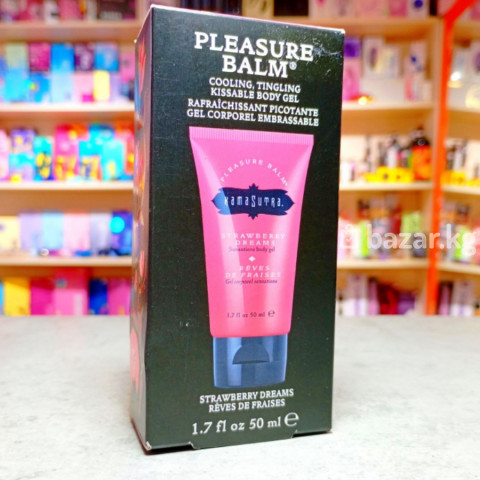 PLEASURE
BALM®
COOLING, TINGLING
KISSABLE BODY GEL
RAFRAÎCHISSANT PICOTANTE
GEL CORPOREL EMBRASSABLE
PLEASURE BALM
KAMASUTRA.
STRAWBERRY
DREAMS
RÊVES
DE FRAISES
1.7 fl oz 50 ml e
STRAWBERRY DREAMS
RÊVES DE FRAISES
1.7 fl oz 50 ml e
bazar.kg